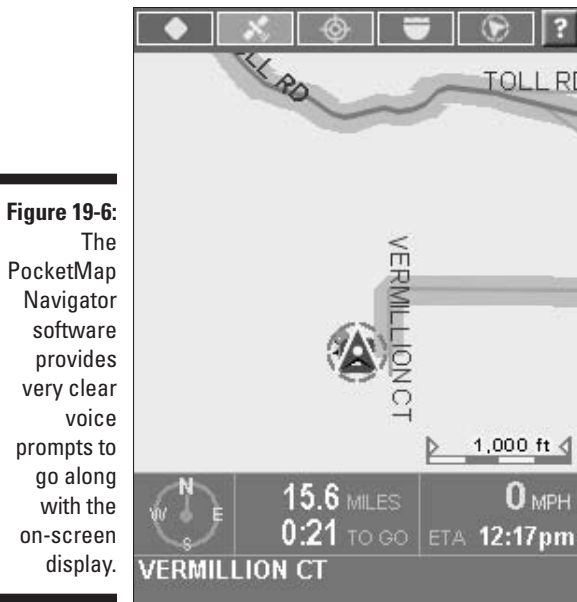 Figure 19-6:
The
PocketMap
Navigator
software
provides
very clear
voice
prompts to
go along
with the
on-screen
display.
?
LL RD
TOLL RD
VERMILLION CT
1,000 ft
N
W E
S
15.6 MILES
0:21 TO GO
0 MPH
ETA 12:17pm
VERMILLION CT